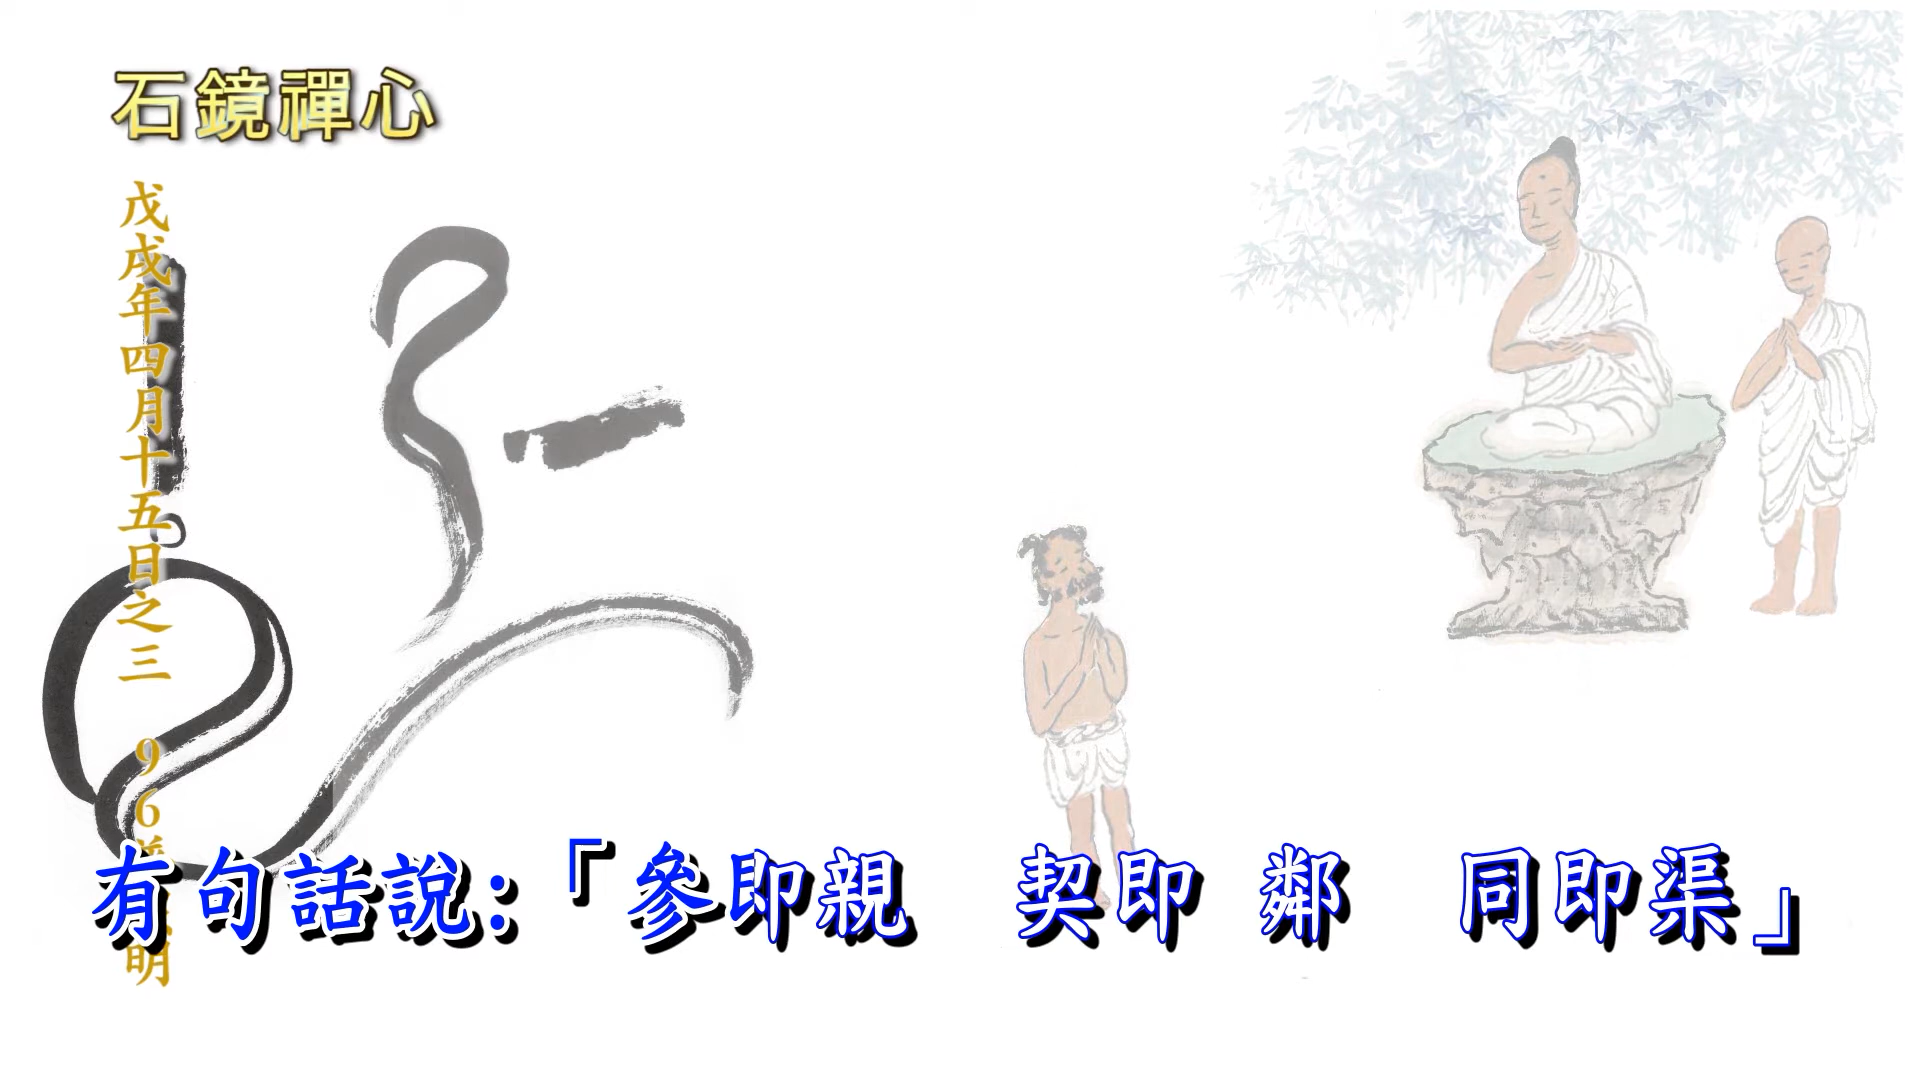 石鏡禪心
戊戌年四月十五日之三 96 明
有句話說:「參即親 契即 鄰 同即渠」